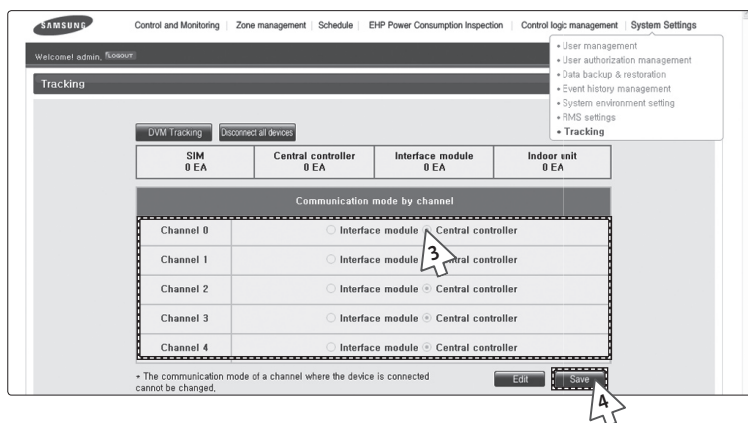 SAMSUNG
Control and Monitoring | Zone management | Schedule | EHP Power Consumption Inspection | Control logic management | System Settings
Welcome! admin, LOGOUT
• User management
• User authorization management
• Data backup & restoration
• Event history management
• System environment setting
• RMS settings
• Tracking
Tracking
DVM Tracking Disconnect all devices
SIM Central controller Interface module Indoor unit
0 EA 0 EA 0 EA 0 EA
Communication mode by channel
Channel 0 Interface module Central controller
Channel 1 Interface module Central controller
Channel 2 Interface module Central controller
Channel 3 Interface module Central controller
Channel 4 Interface module Central controller
3
+ The communication mode of a channel where the device is connected
cannot be changed,
Edit Save
4